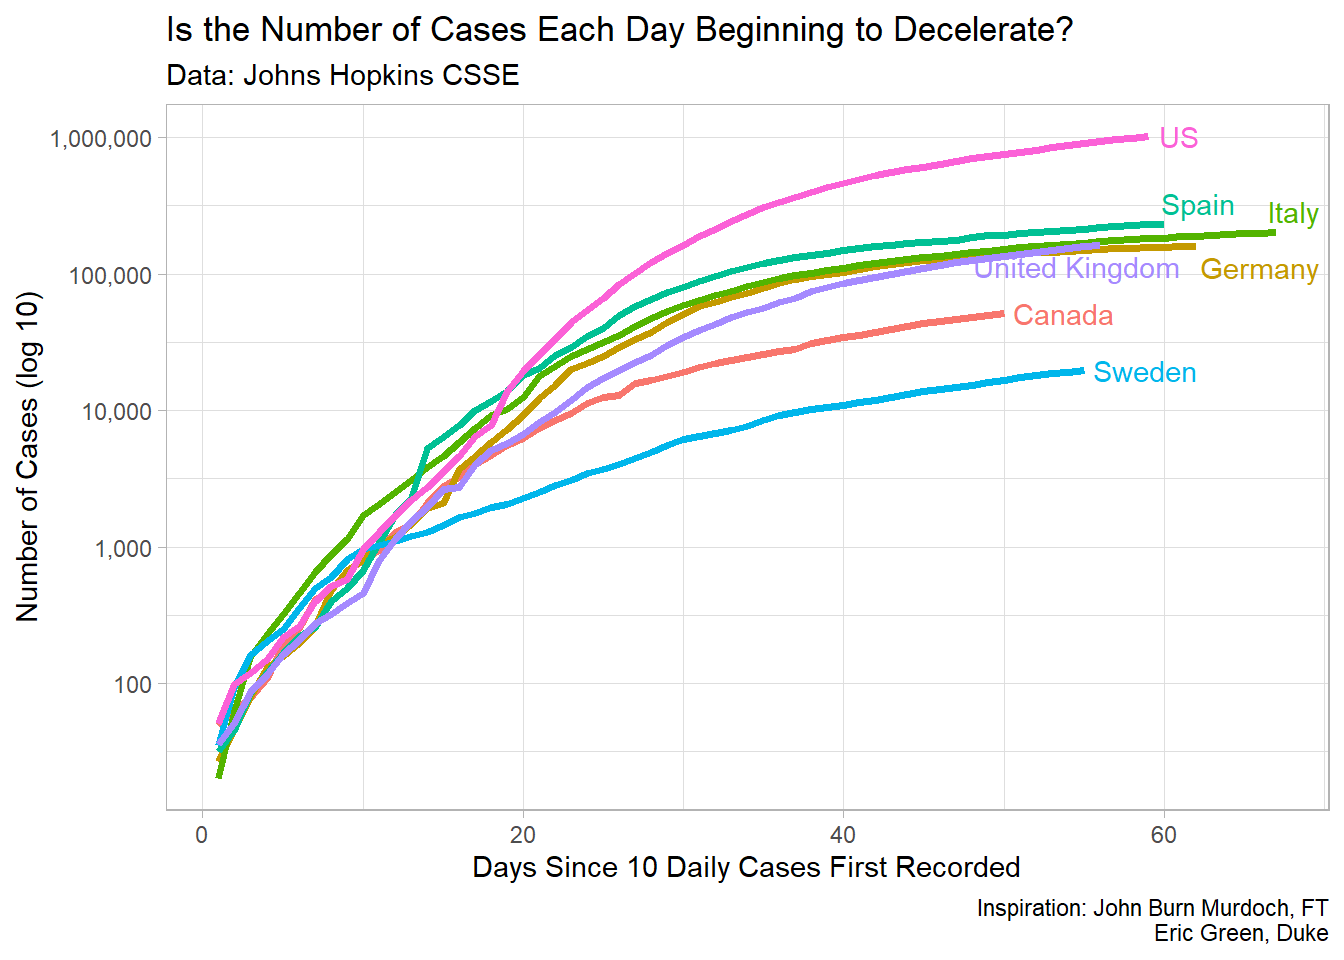 Is the Number of Cases Each Day Beginning to Decelerate?
Data: Johns Hopkins CSSE
Number of Cases (log 10)
1,000,000
100,000
10,000
1,000
100
US
Spain
Italy
United Kingdom
Germany
Canada
Sweden
0
20
40
60
Days Since 10 Daily Cases First Recorded
Inspiration: John Burn Murdoch, FT
Eric Green, Duke